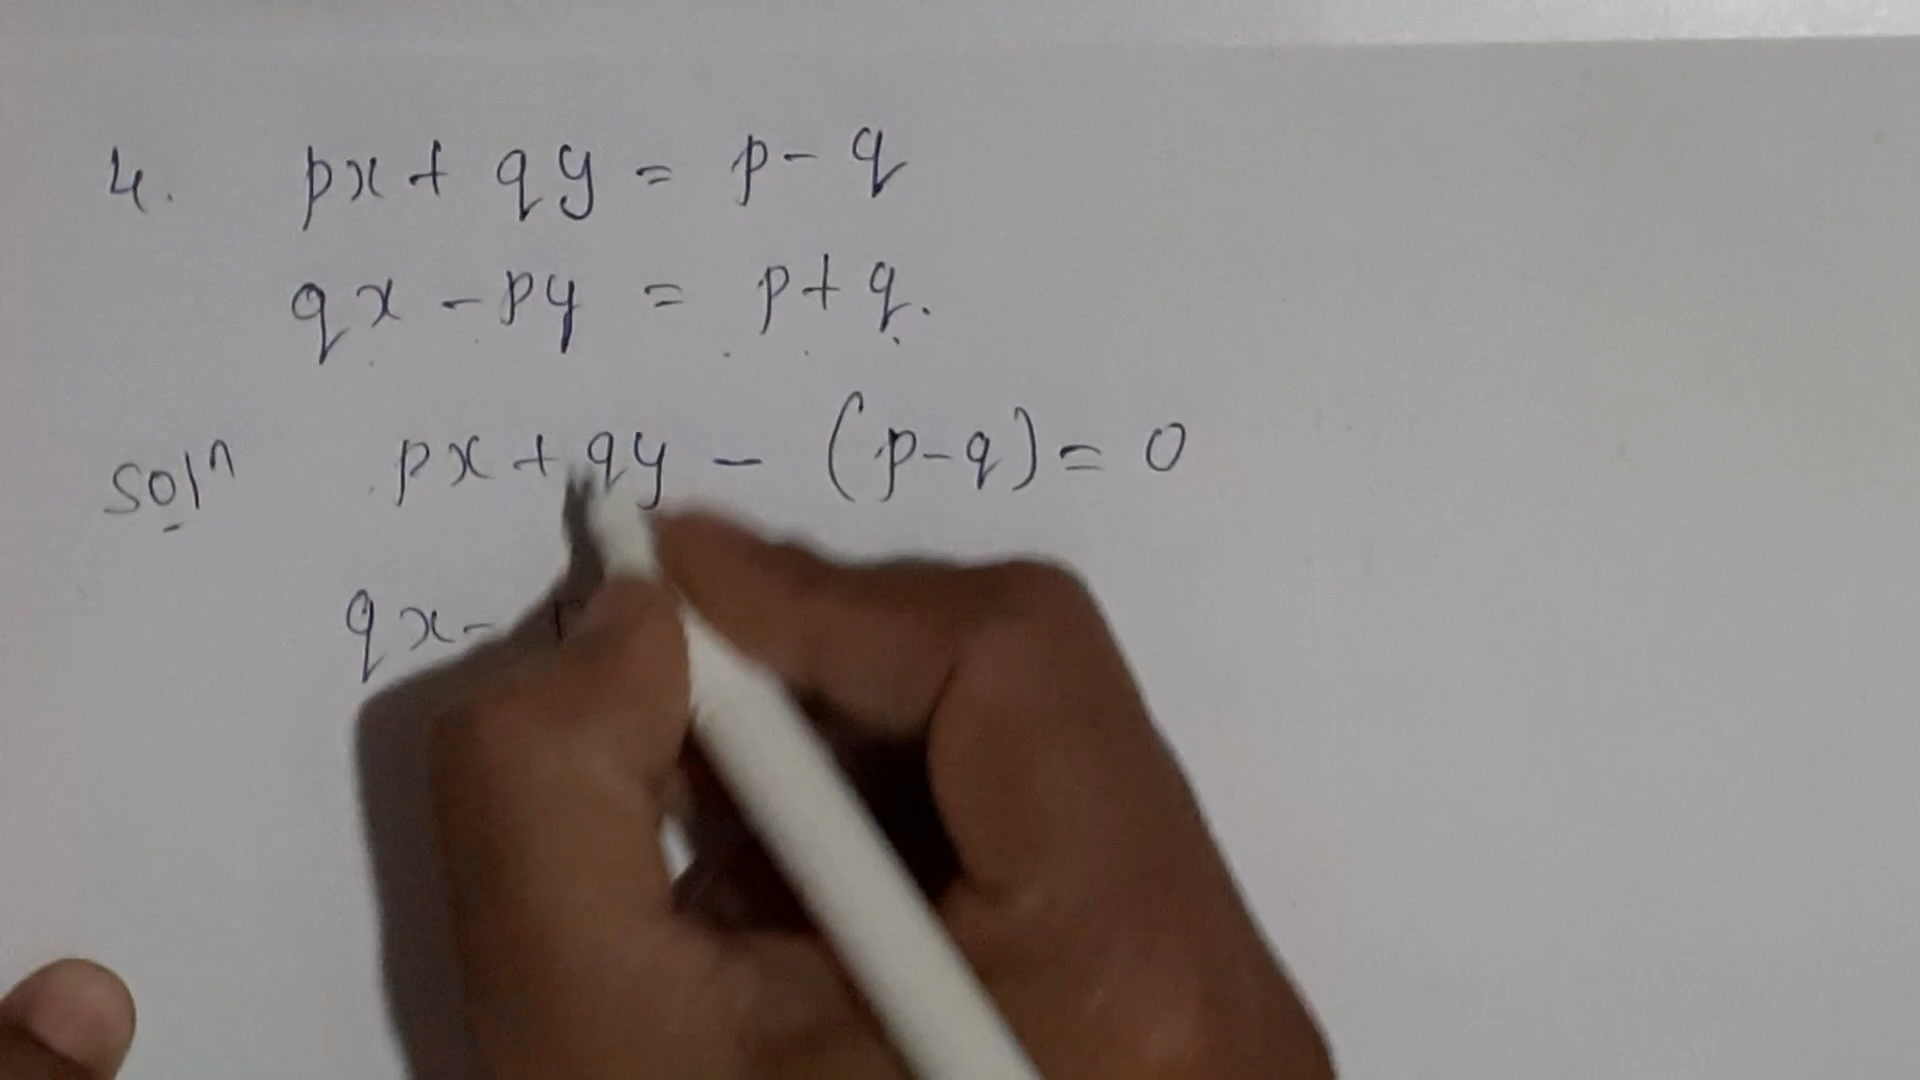 4. px + qy = p - q
qx - py = p + q.
Solⁿ px + qy - (p-q) = 0
qx -